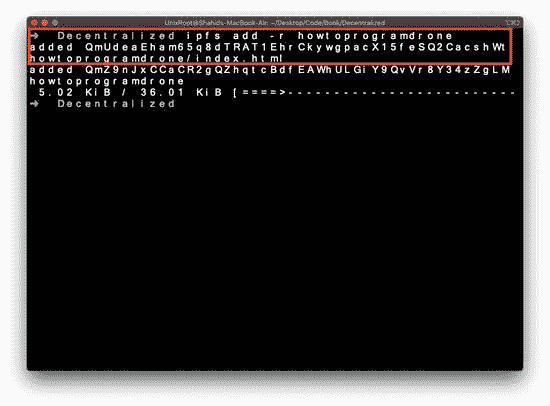 UnixRoot@Shahids-MacBook-Air: ~/Desktop/Code/Book/Decentralized
➜ Decentralized ipfs add -r howtoprogramdrone
added QmUdeaEham65q8dTRAT1EhrCkywgpacX15feSQ2CacshWt
howtoprogramdrone/index.html
added QmZ9nJxCCaCR2gQZhqtcBdfEAWhULGiY9QvVr8Y34zZgLM
howtoprogramdrone
5.02 KiB / 36.01 KiB [====>---------------------------
➜ Decentralized